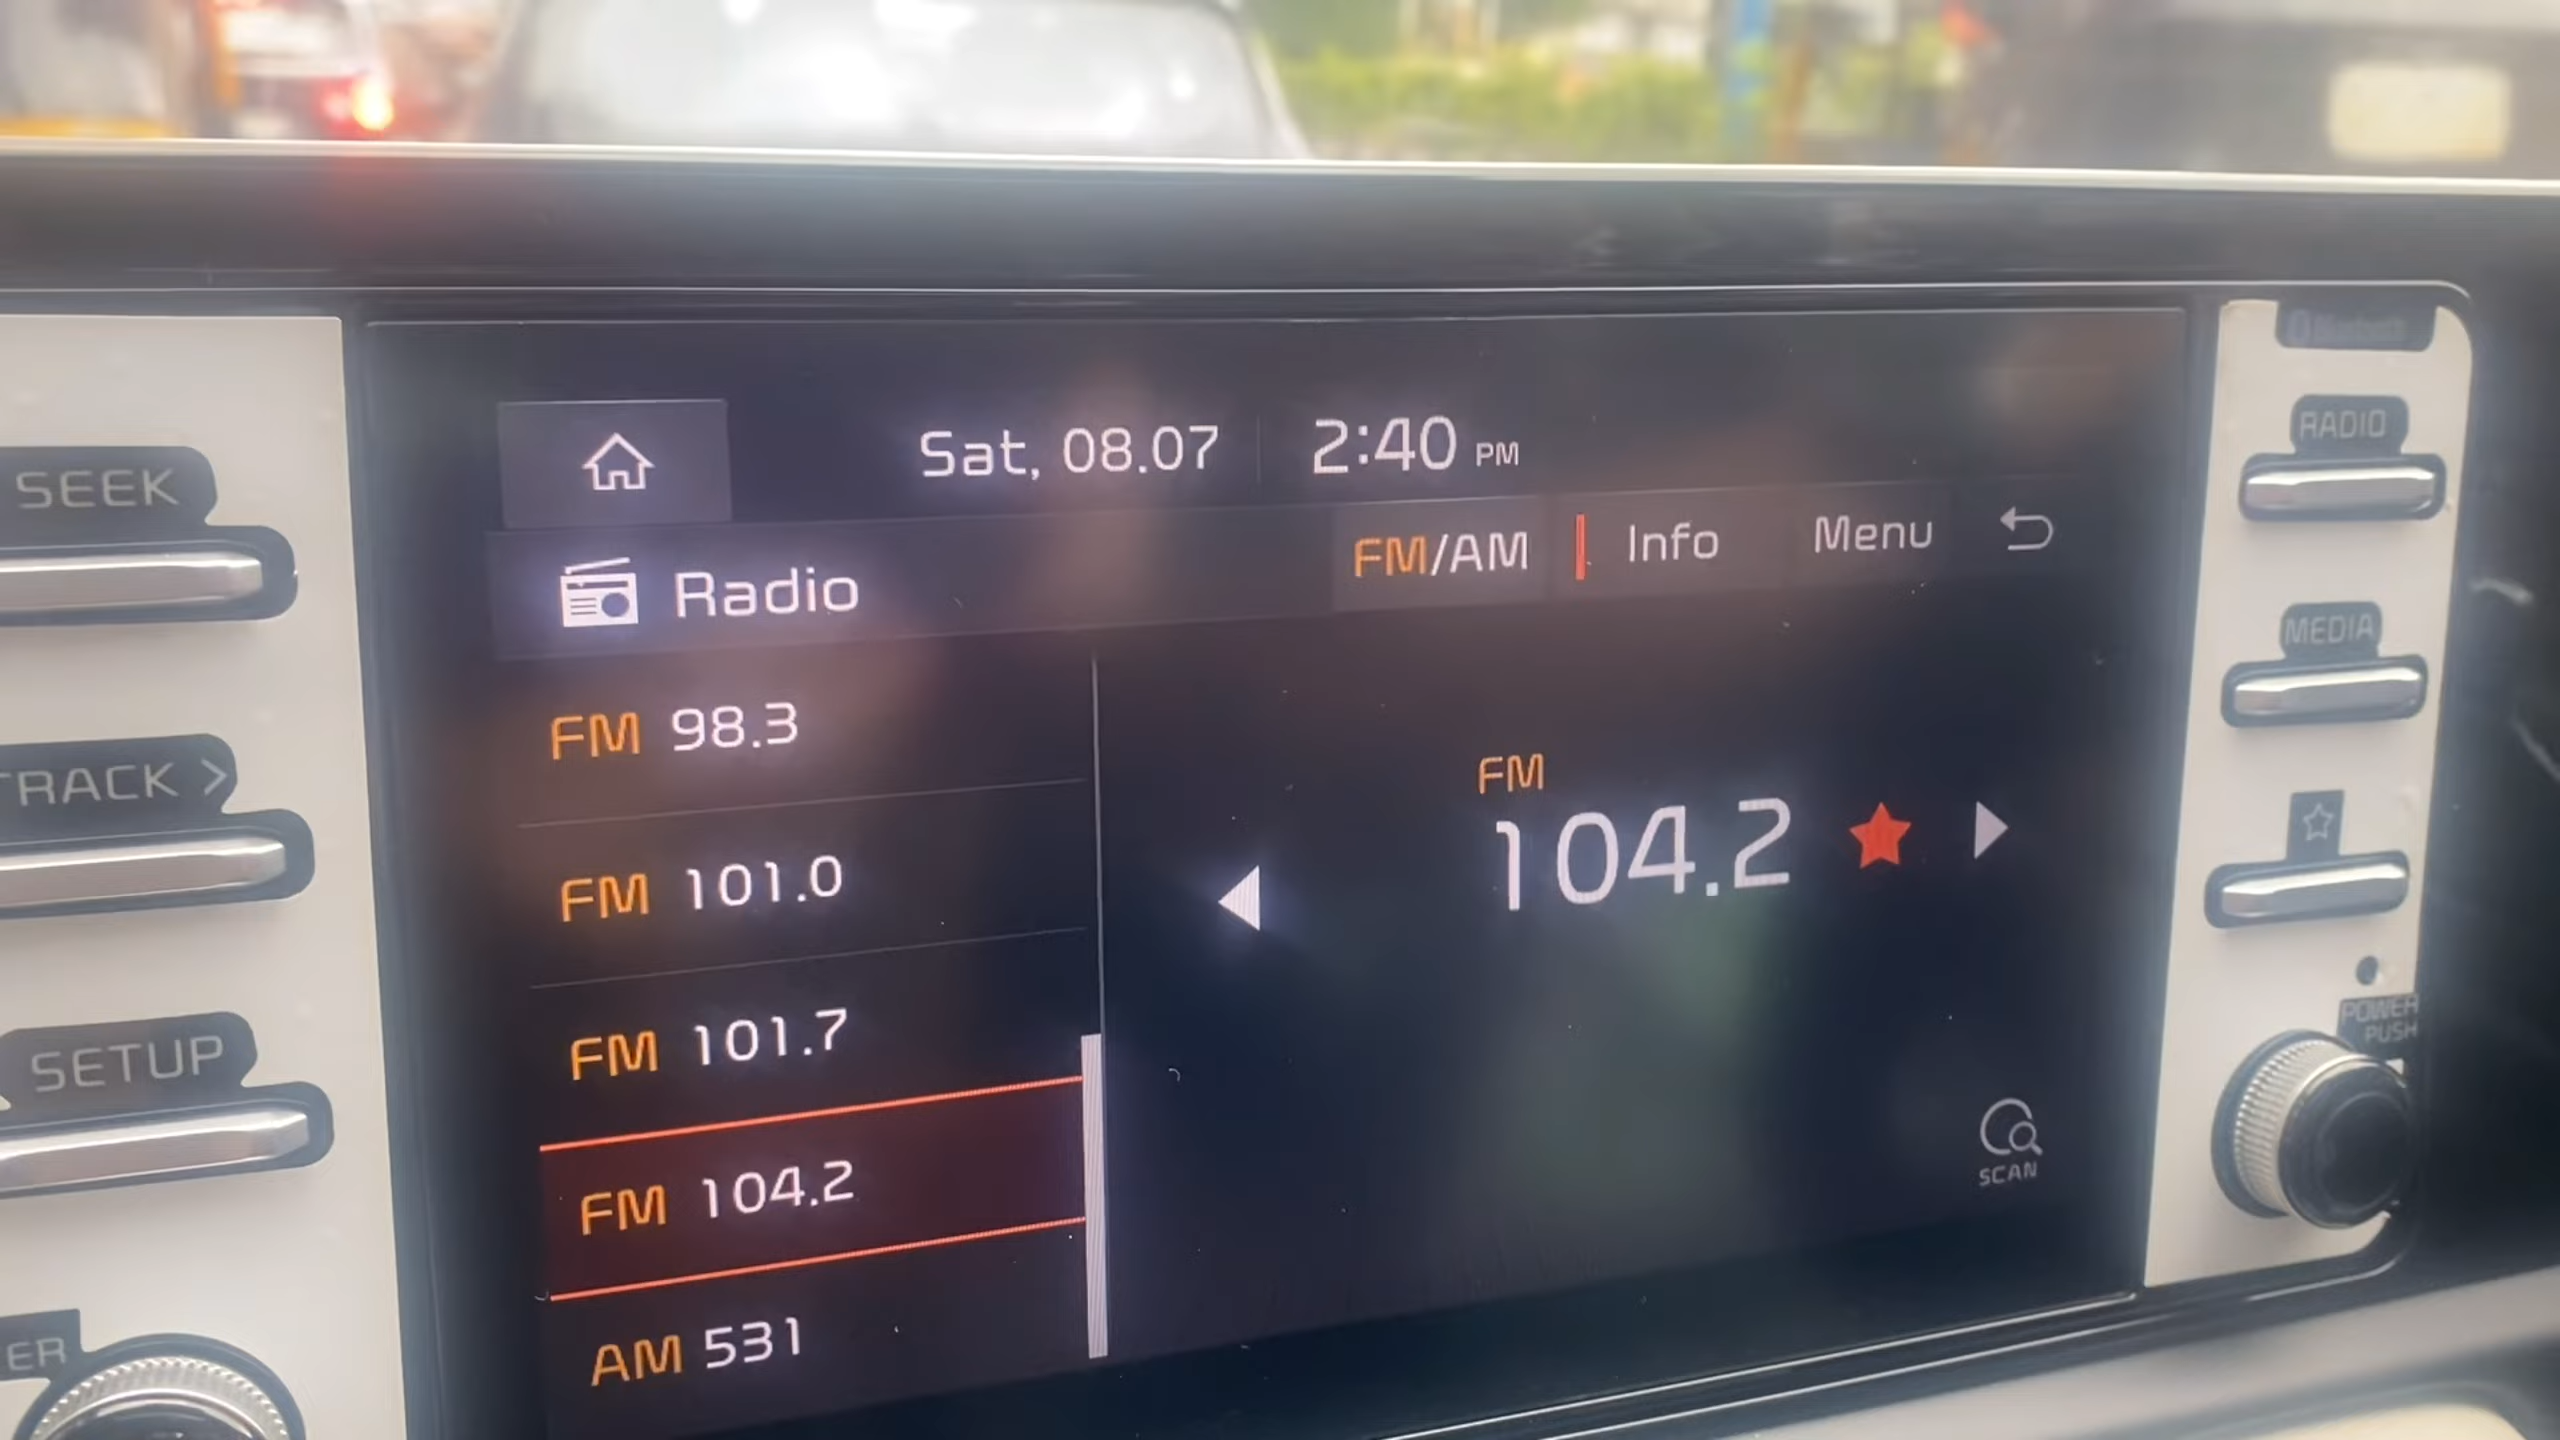 Sat, 08.07 2:40 PM
FM/AM Info Menu
Radio
FM 98.3
FM 101.0
FM 101.7
FM 104.2
AM 531
FM
104.2
SCAN
SEEK
TRACK >
SETUP
ER
RADIO
MEDIA
POWER
PUSH